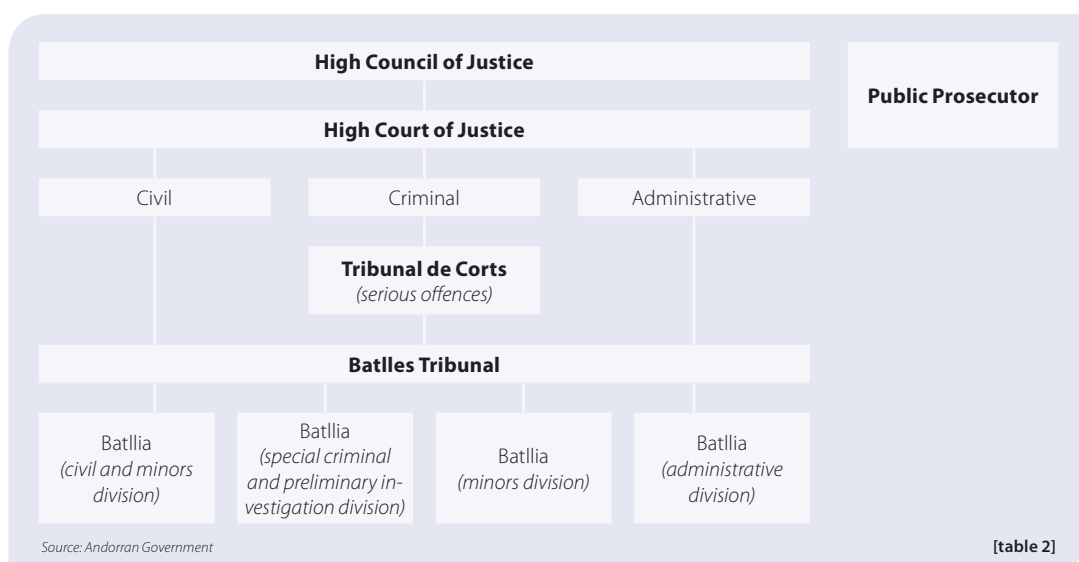 High Council of Justice
Public Prosecutor
High Court of Justice
Civil
Criminal
Administrative
Tribunal de Corts
(serious offences)
Batlles Tribunal
Batllia
(civil and minors
division)
Batllia
(special criminal
and preliminary in-
vestigation division)
Batllia
(minors division)
Batllia
(administrative
division)
Source: Andorran Government
[table 2]